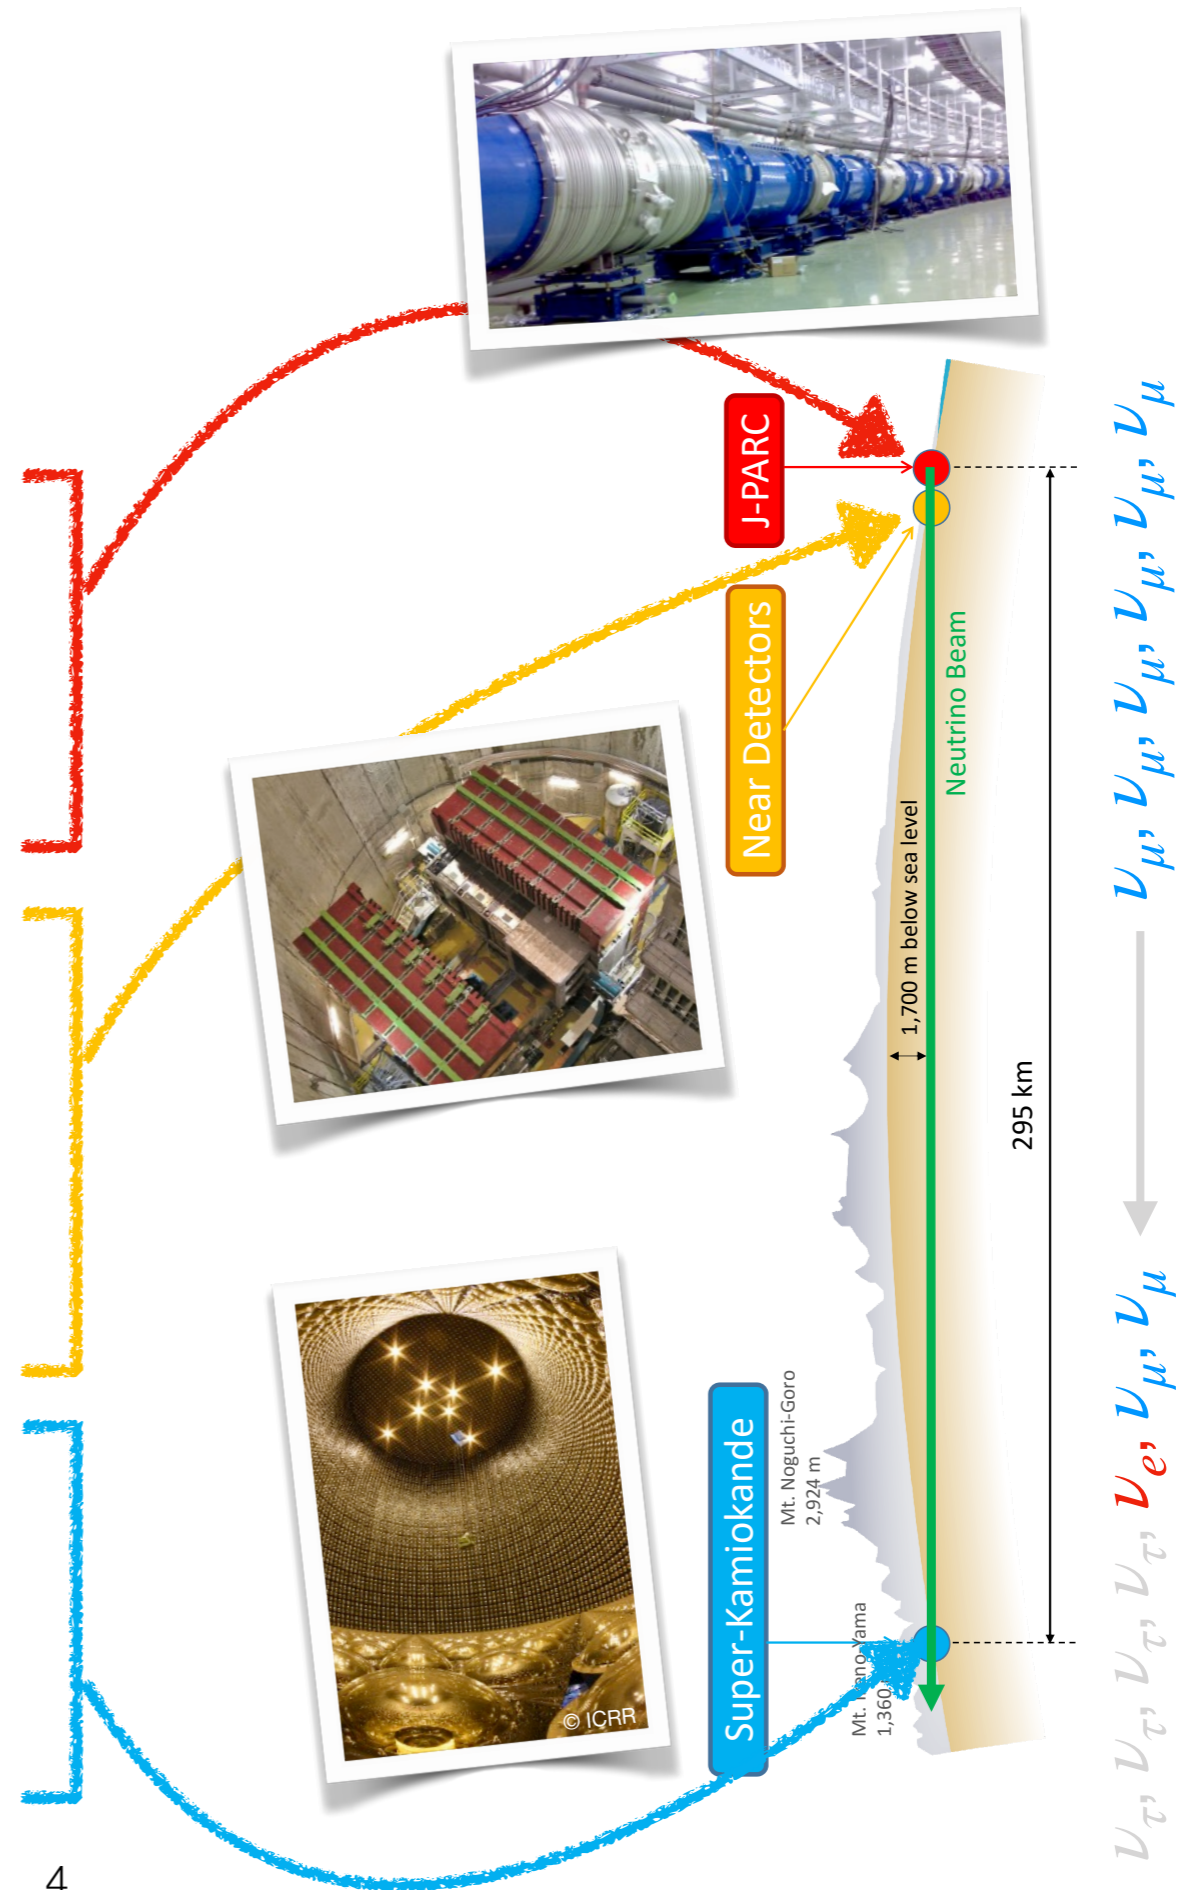 © ICRR
Super-Kamiokande
Near Detectors
J-PARC
Mt. Noguchi-Goro
2,924 m
Mt.
1,360
1,700 m below sea level
Neutrino Beam
295 km
ν_τ, ν_τ, ν_τ, ν_τ, ν_e, ν_μ, ν_μ
ν_μ, ν_μ, ν_μ, ν_μ, ν_μ, ν_μ
4